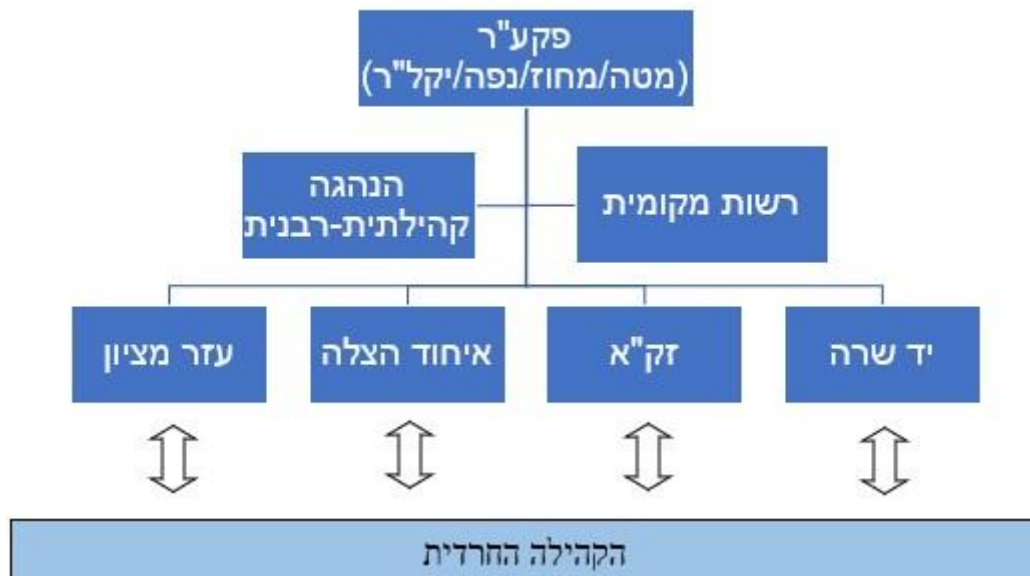 פקע"ר
(מטה/מחוז/נפה/יקל"ר)
רשות מקומית
הנהגה
קהילתית-רבנית
יד שרה
זק"א
איחוד הצלה
עזר מציון
הקהילה החרדית